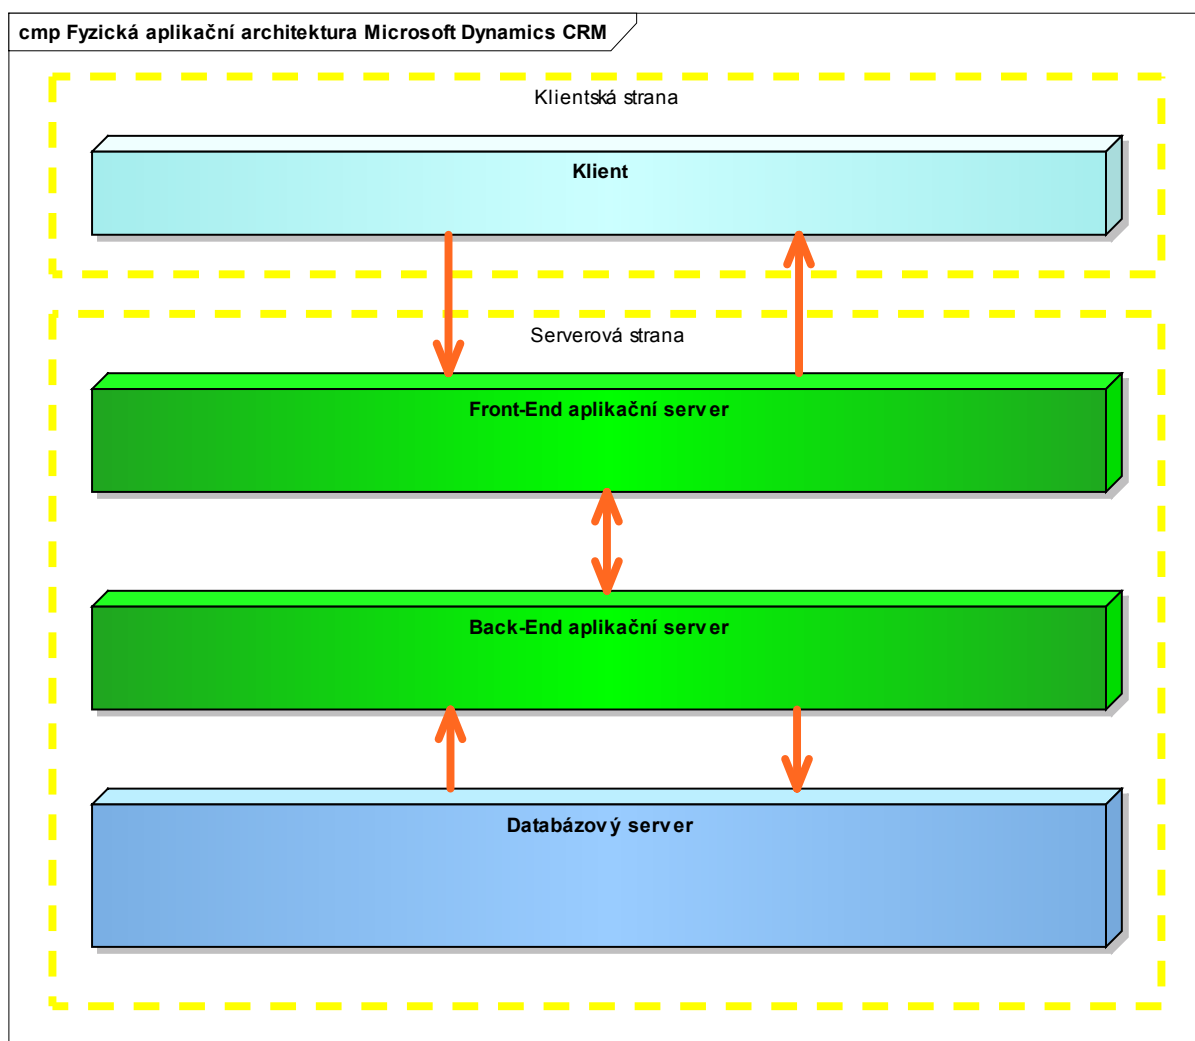 cmp Fyzická aplikační architektura Microsoft Dynamics CRM
Klientská strana
Klient
Serverová strana
Front-End aplikační server
Back-End aplikační server
Databázový server